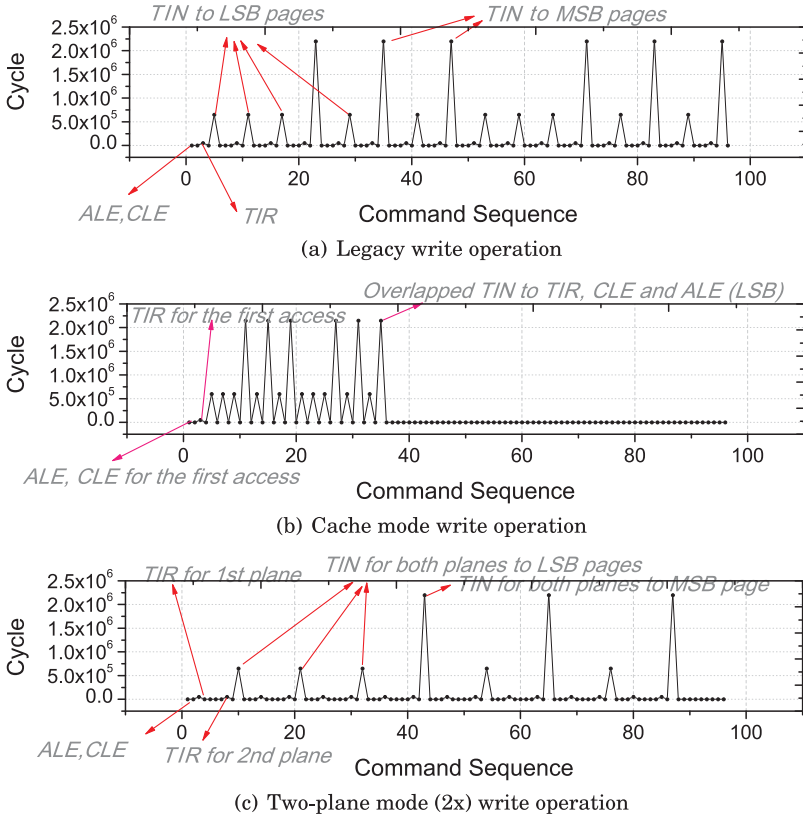 TIN to LSB pages TIN to MSB pages
2.5x10^6
2.0x10^6
1.5x10^6
1.0x10^6
5.0x10^5
0.0
Cycle
0 20 40 60 80 100
ALE,CLE TIR Command Sequence
(a) Legacy write operation
Overlapped TIN to TIR, CLE and ALE (LSB)
2.5x10^6
TIR for the first access
2.0x10^6
1.5x10^6
1.0x10^6
5.0x10^5
0.0
Cycle
0 20 40 60 80 100
ALE, CLE for the first access
Command Sequence
(b) Cache mode write operation
TIN for both planes to LSB pages
TIR for 1st plane
2.5x10^6
TIN for both planes to MSB page
2.0x10^6
1.5x10^6
1.0x10^6
5.0x10^5
0.0
Cycle
0 20 40 60 80 100
ALE,CLE TIR for 2nd plane
Command Sequence
(c) Two-plane mode (2x) write operation